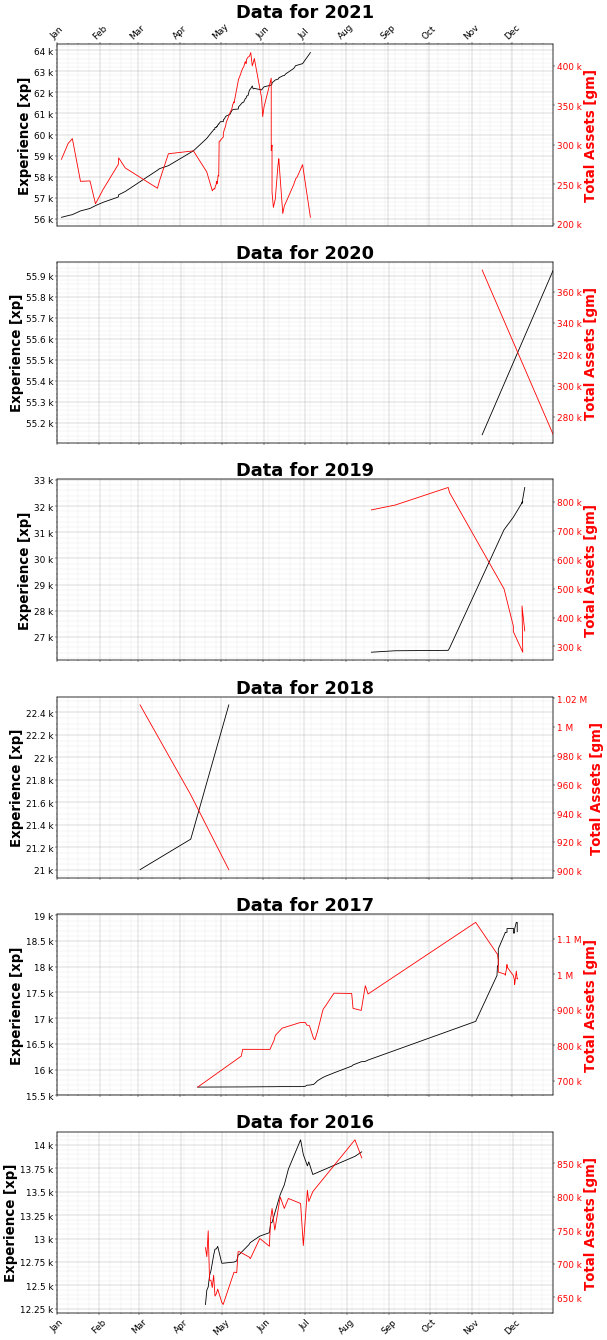 Data for 2021
Jan Feb Mar Apr May Jun Jul Aug Sep Oct Nov Dec
Experience [xp]
64 k
63 k
62 k
61 k
60 k
59 k
58 k
57 k
56 k
400 k
350 k
300 k
250 k
200 k
Total Assets [gm]
Data for 2020
Experience [xp]
55.9 k
55.8 k
55.7 k
55.6 k
55.5 k
55.4 k
55.3 k
55.2 k
360 k
340 k
320 k
300 k
280 k
Total Assets [gm]
Data for 2019
Experience [xp]
33 k
32 k
31 k
30 k
29 k
28 k
27 k
800 k
700 k
600 k
500 k
400 k
300 k
Total Assets [gm]
Data for 2018
Experience [xp]
22.4 k
22.2 k
22 k
21.8 k
21.6 k
21.4 k
21.2 k
21 k
1.02 M
1 M
980 k
960 k
940 k
920 k
900 k
Total Assets [gm]
Data for 2017
Experience [xp]
19 k
18.5 k
18 k
17.5 k
17 k
16.5 k
16 k
15.5 k
1.1 M
1 M
900 k
800 k
700 k
Total Assets [gm]
Data for 2016
Experience [xp]
14 k
13.75 k
13.5 k
13.25 k
13 k
12.75 k
12.5 k
12.25 k
850 k
800 k
750 k
700 k
650 k
Total Assets [gm]
Jan Feb Mar Apr May Jun Jul Aug Sep Oct Nov Dec